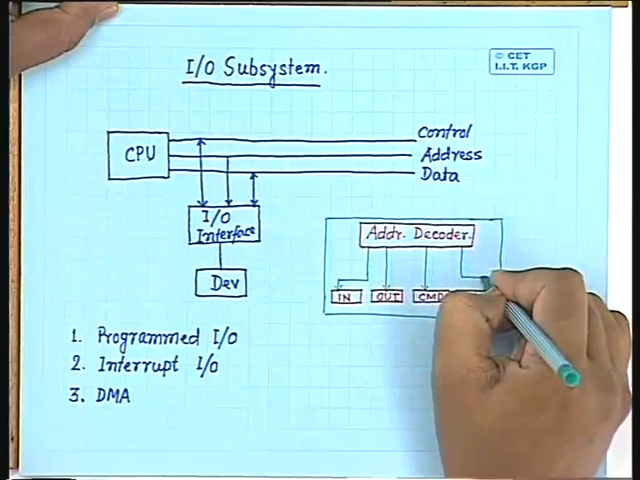 I/O Subsystem.
© CET
I.I.T. KGP
CPU
Control
Address
Data
I/O
Interface
Dev
Addr. Decoder.
IN
OUT
CMD
1. Programmed I/O
2. Interrupt I/O
3. DMA